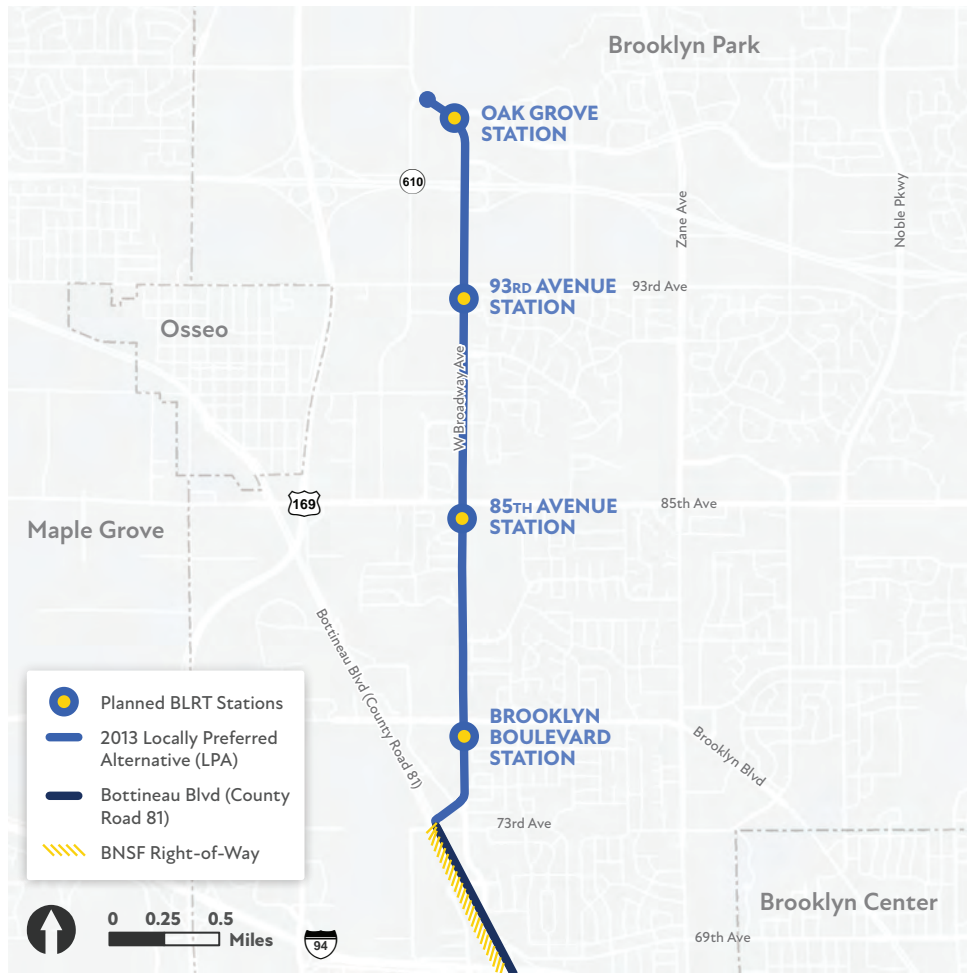 Brooklyn Park
OAK GROVE
STATION
610
Zane Ave
Noble Pkwy
93RD AVENUE
STATION
93rd Ave
Osseo
W Broadway Ave
169
85TH AVENUE
STATION
85th Ave
Maple Grove
Bottineau Blvd (County Road 81)
BROOKLYN
BOULEVARD
STATION
Brooklyn Blvd
73rd Ave
Planned BLRT Stations
2013 Locally Preferred
Alternative (LPA)
Bottineau Blvd (County
Road 81)
BNSF Right-of-Way
Brooklyn Center
69th Ave
0 0.25 0.5
Miles
94